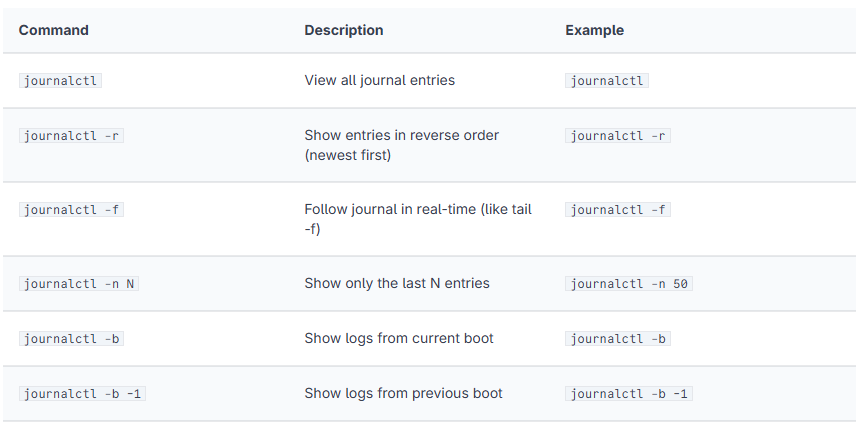 Command Description Example
journalctl View all journal entries journalctl
journalctl -r Show entries in reverse order journalctl -r
(newest first)
journalctl -f Follow journal in real-time (like tail journalctl -f
-f)
journalctl -n N Show only the last N entries journalctl -n 50
journalctl -b Show logs from current boot journalctl -b
journalctl -b -1 Show logs from previous boot journalctl -b -1